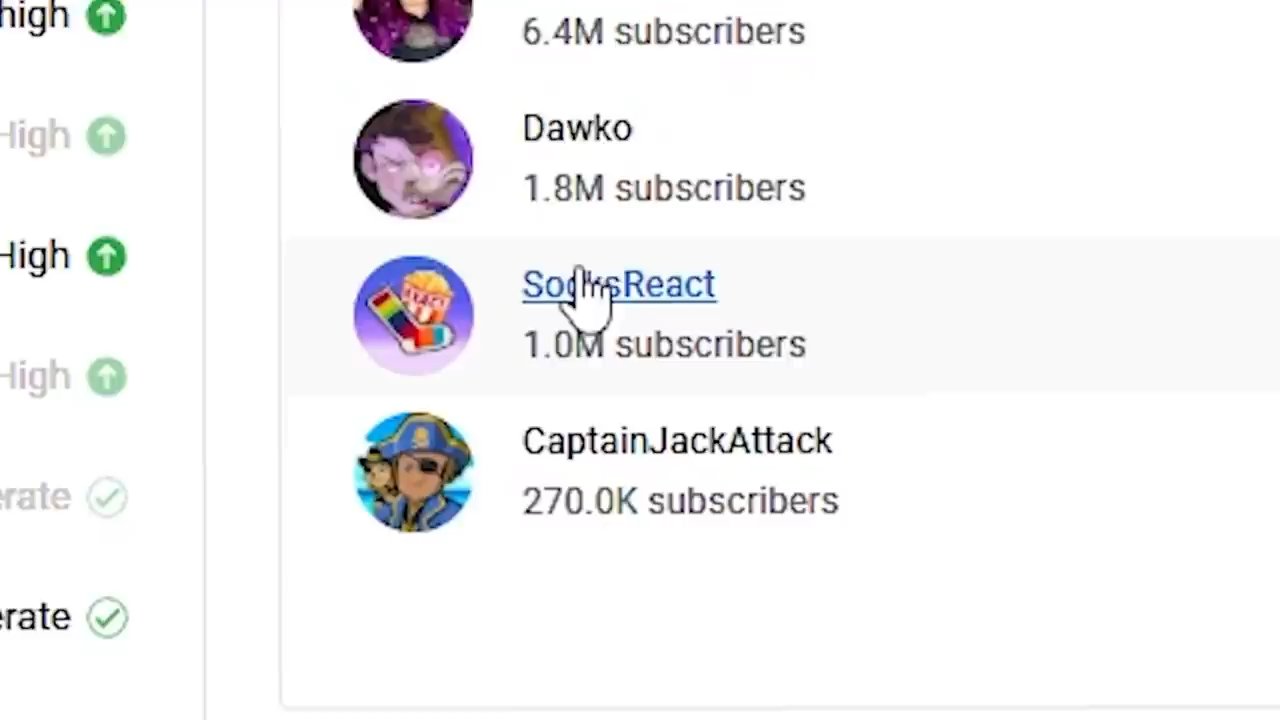 high
6.4M subscribers
High
Dawko
1.8M subscribers
High
SocksReact
1.0M subscribers
High
CaptainJackAttack
270.0K subscribers
erate
erate